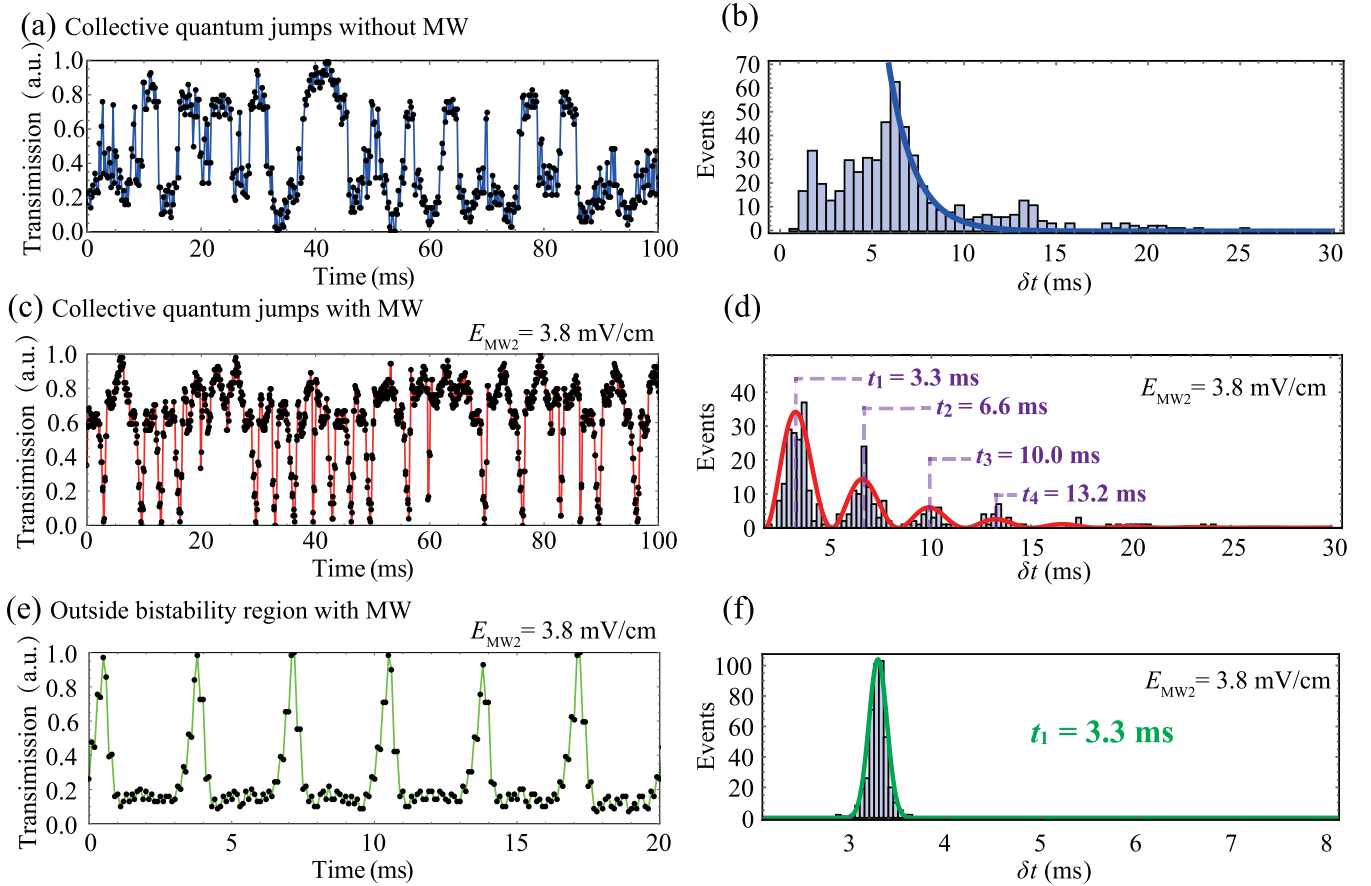 (a) Collective quantum jumps without MW
Transimission (a.u.)
1.0
0.8
0.6
0.4
0.2
0.0
0 20 40 60 80 100
Time (ms)
(b)
Events
70
60
50
40
30
20
10
0
0 5 10 15 20 25 30
δt (ms)
(c) Collective quantum jumps with MW
E_MW2 = 3.8 mV/cm
Transimission (a.u.)
1.0
0.8
0.6
0.4
0.2
0.0
0 20 40 60 80 100
Time (ms)
(d)
Events
40
30
20
10
0
t1 = 3.3 ms
t2 = 6.6 ms
t3 = 10.0 ms
t4 = 13.2 ms
E_MW2 = 3.8 mV/cm
5 10 15 20 25 30
δt (ms)
(e) Outside bistability region with MW
E_MW2 = 3.8 mV/cm
Transimission (a.u.)
1.0
0.8
0.6
0.4
0.2
0.0
0 5 10 15 20
Time (ms)
(f)
Events
100
80
60
40
20
0
E_MW2 = 3.8 mV/cm
t1 = 3.3 ms
3 4 5 6 7 8
δt (ms)